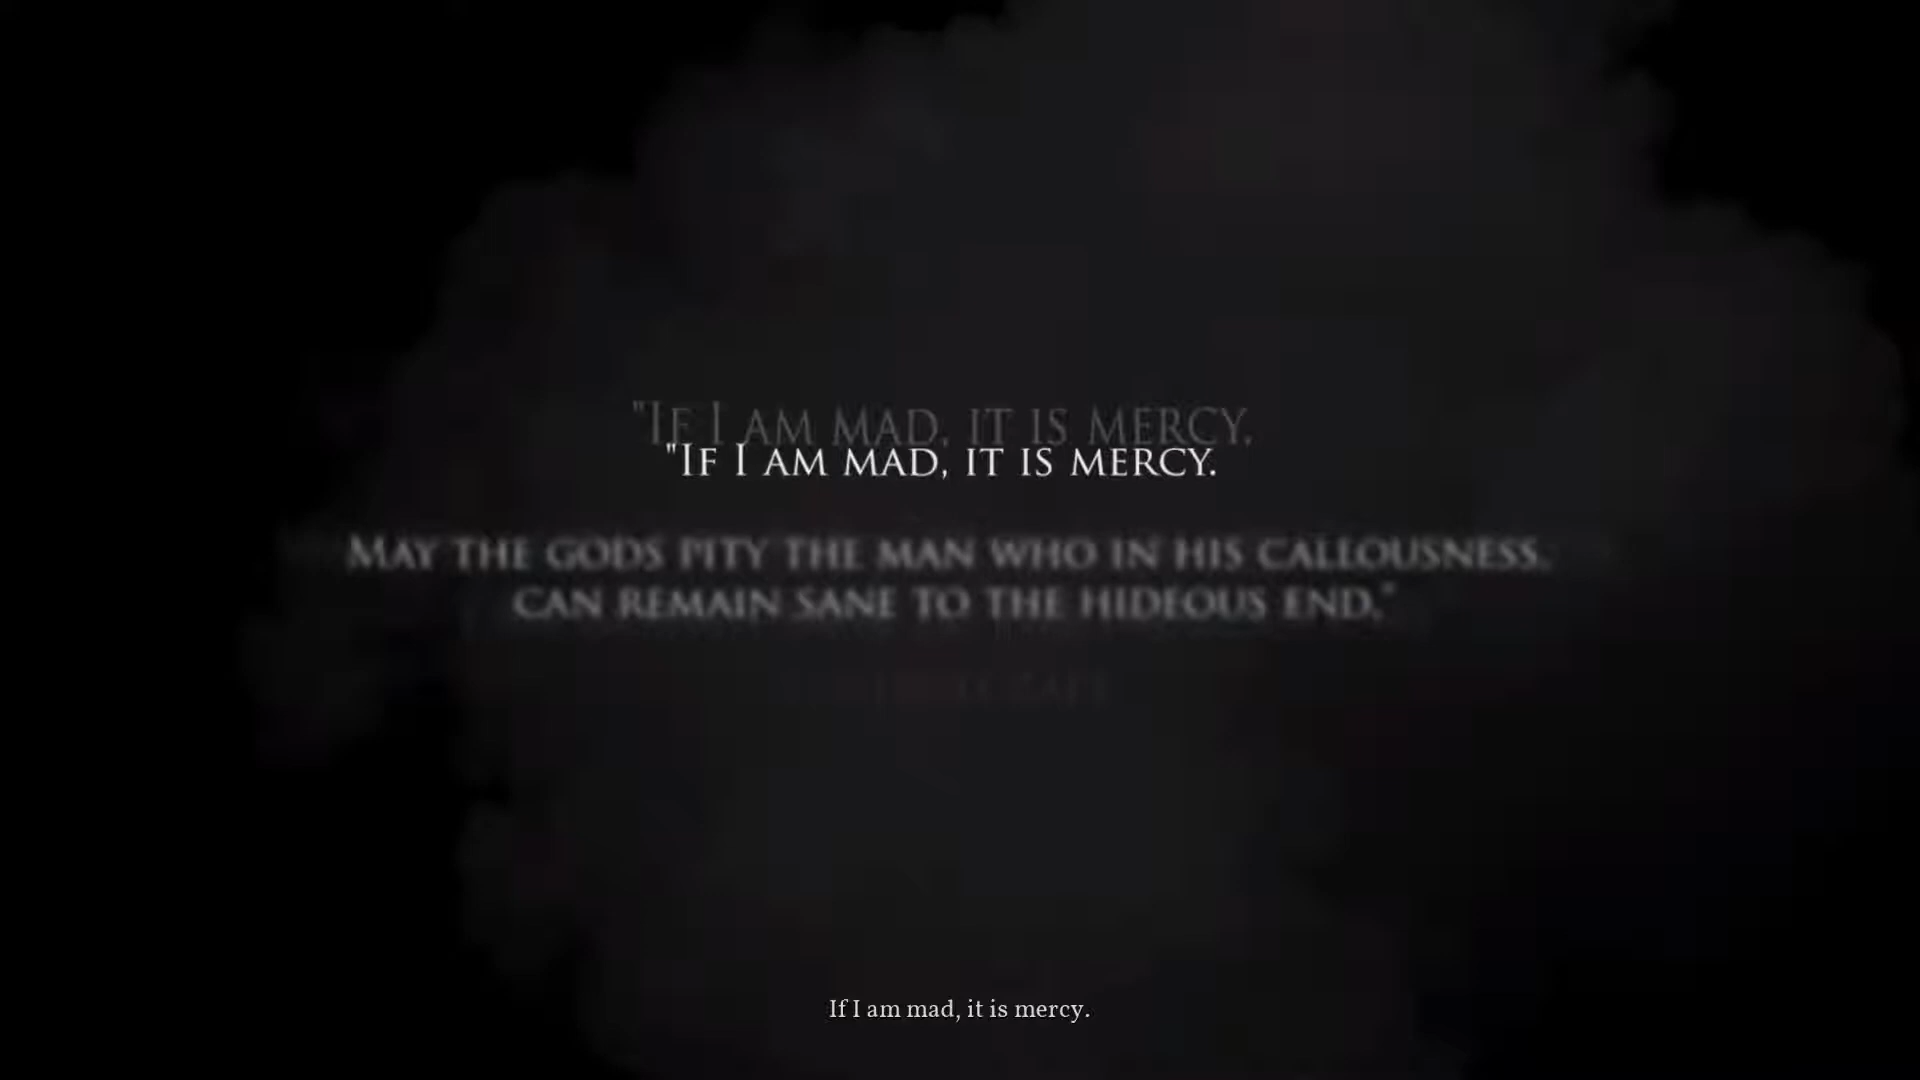 "If I am mad, it is mercy.
"If I am mad, it is mercy.
May the gods pity the man who in his callousness,
can remain sane to the hideous end."
If I am mad, it is mercy.